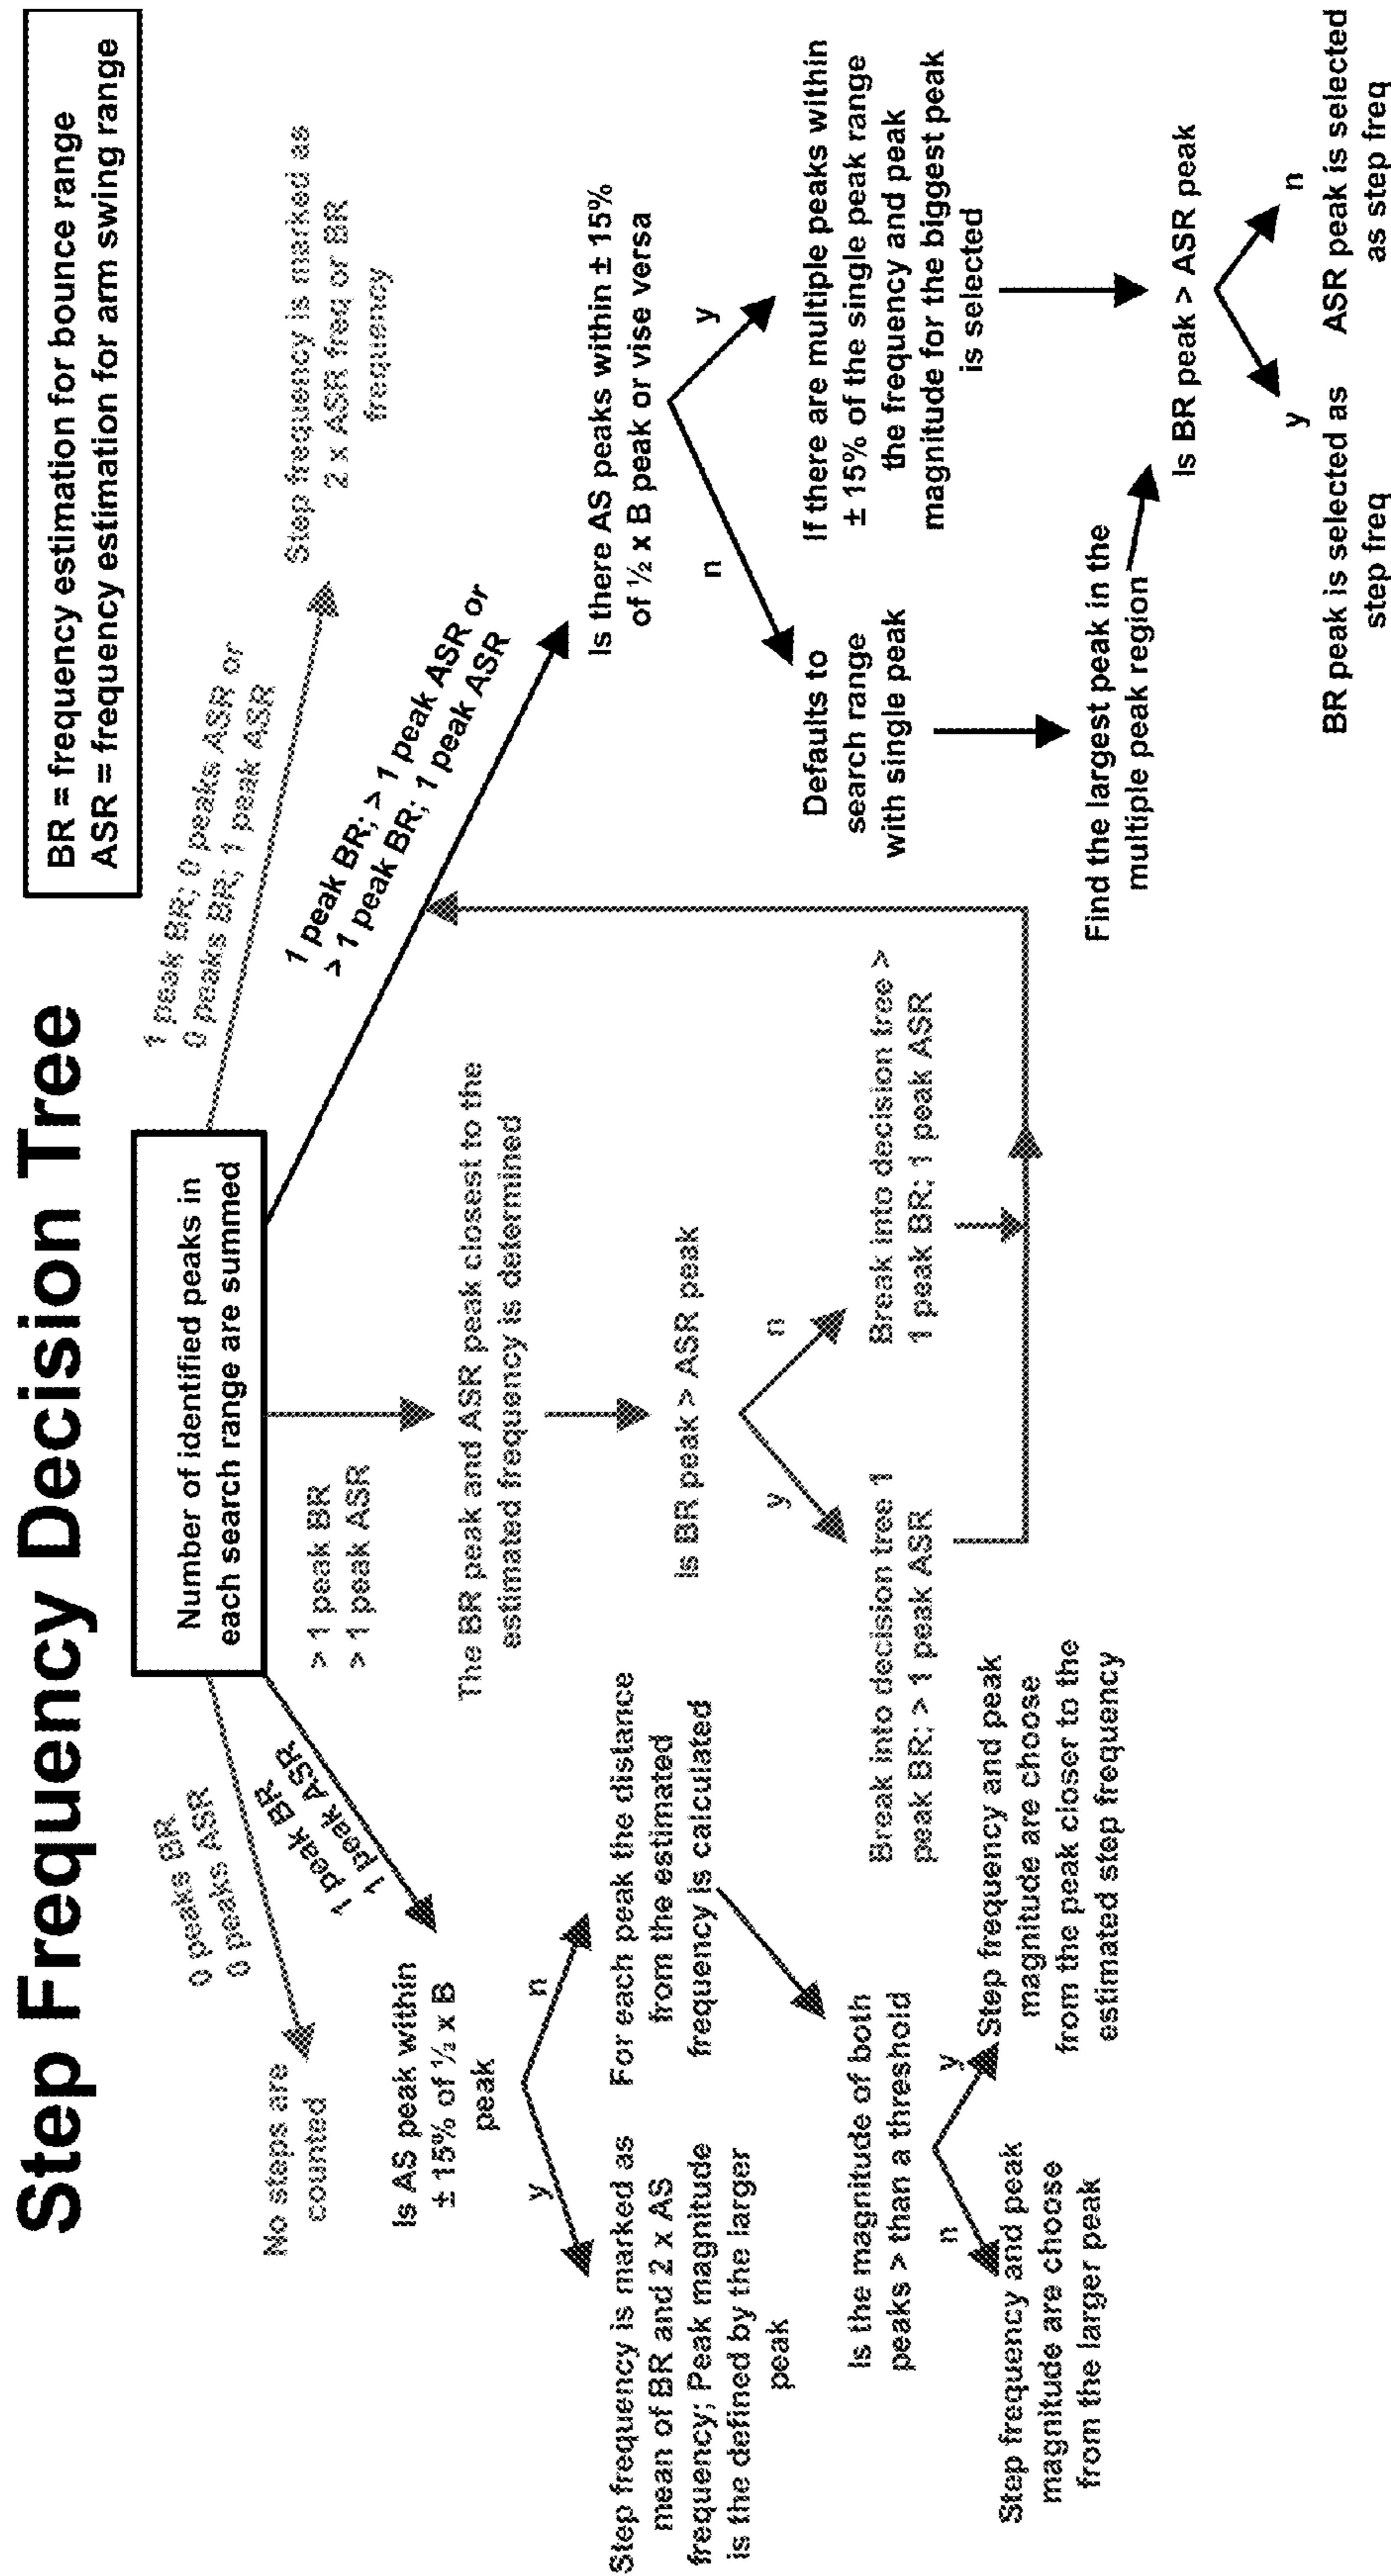 Step Frequency Decision Tree
BR = frequency estimation for bounce range
ASR = frequency estimation for arm swing range
Number of identified peaks in
each search range are summed
0 peaks BR
0 peaks ASR
No steps are
counted
1 peak BR
1 peak ASR
Is AS peak within
± 15% of ½ x B
peak
y
n
Step frequency is marked as
mean of BR and 2 x AS
frequency; Peak magnitude
is the defined by the larger
peak
For each peak the distance
from the estimated
frequency is calculated
Is the magnitude of both
peaks > than a threshold
n
y
Step frequency and peak
magnitude are choose
from the larger peak
Step frequency and peak
magnitude are choose
from the peak closer to the
estimated step frequency
> 1 peak BR
> 1 peak ASR
The BR peak and ASR peak closest to the
estimated frequency is determined
Is BR peak > ASR peak
y
n
Break into decision tree 1
peak BR; > 1 peak ASR
Break into decision tree >
1 peak BR; 1 peak ASR
1 peak BR; > 1 peak ASR or
> 1 peak BR; 1 peak ASR
Is there AS peaks within ± 15%
of ½ x B peak or vise versa
n
y
Defaults to
search range
with single peak
If there are multiple peaks within
± 15% of the single peak range
the frequency and peak
magnitude for the biggest peak
is selected
Find the largest peak in the
multiple peak region
Is BR peak > ASR peak
y
n
BR peak is selected as
step freq
ASR peak is selected
as step freq
1 peak BR; 0 peaks ASR or
0 peaks BR; 1 peak ASR
Step frequency is marked as
2 x ASR freq or BR
frequency